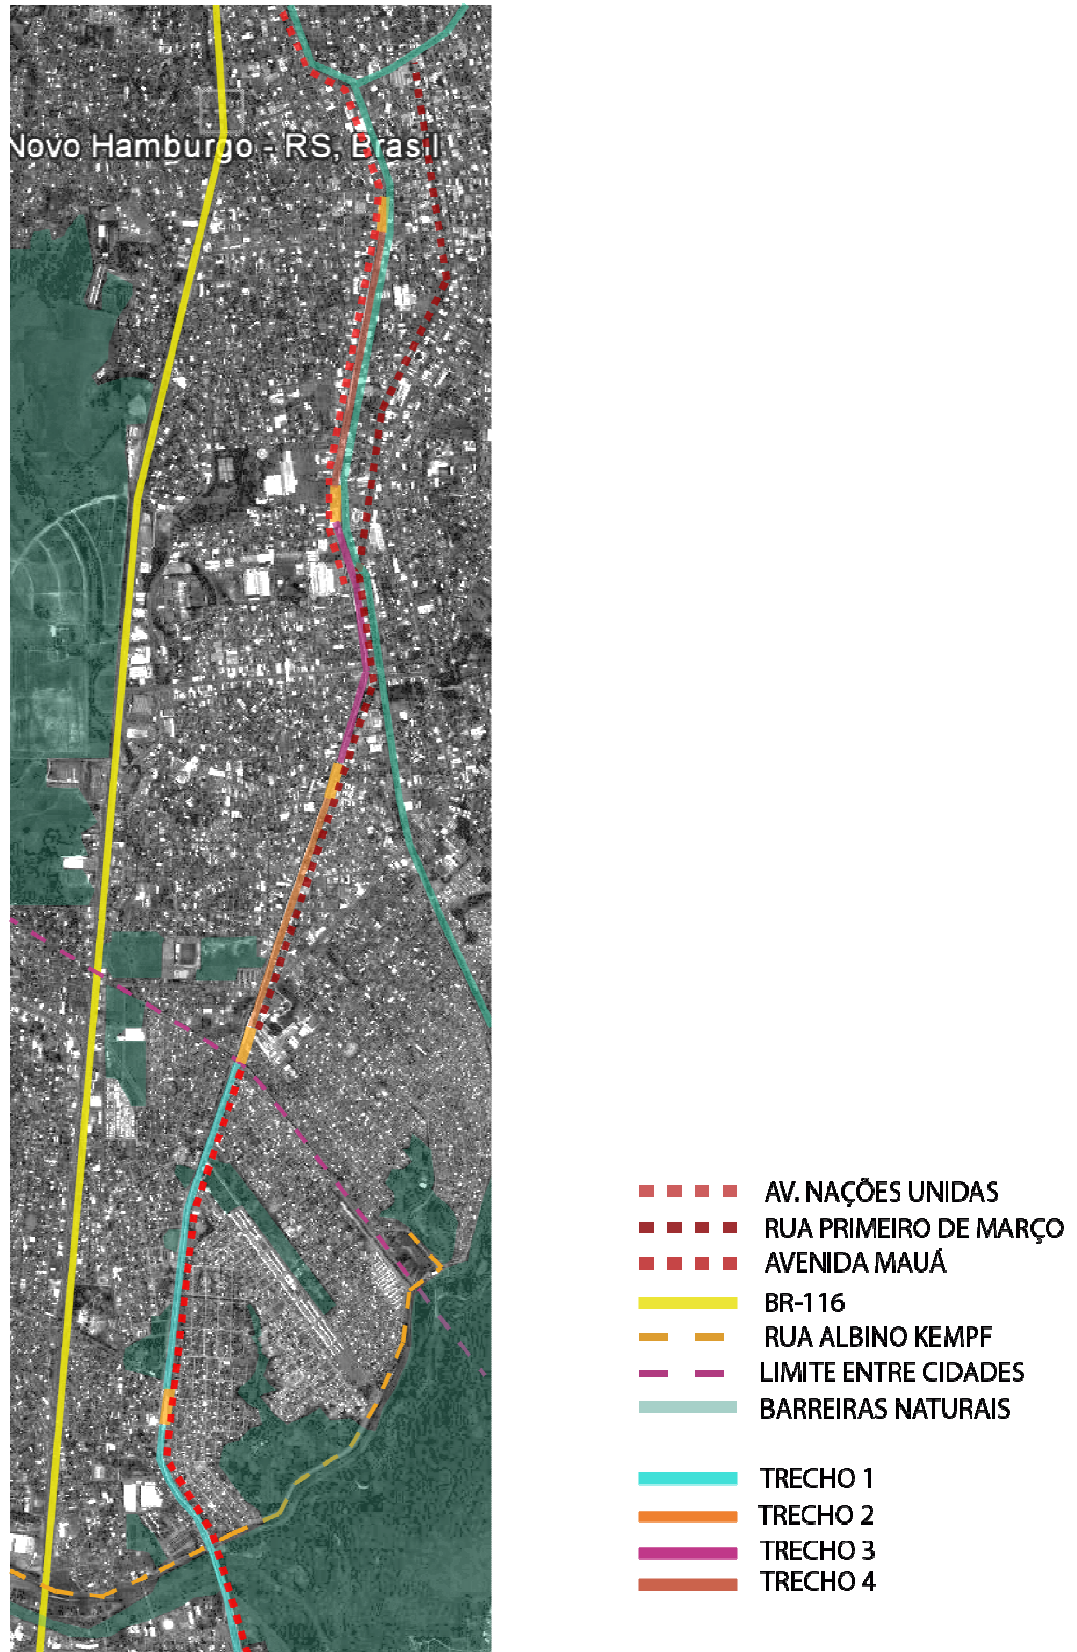 Novo Hamburgo - RS, Brasil
AV. NAÇÕES UNIDAS
RUA PRIMEIRO DE MARÇO
AVENIDA MAUÁ
BR-116
RUA ALBINO KEMPF
LIMITE ENTRE CIDADES
BARREIRAS NATURAIS
TRECHO 1
TRECHO 2
TRECHO 3
TRECHO 4